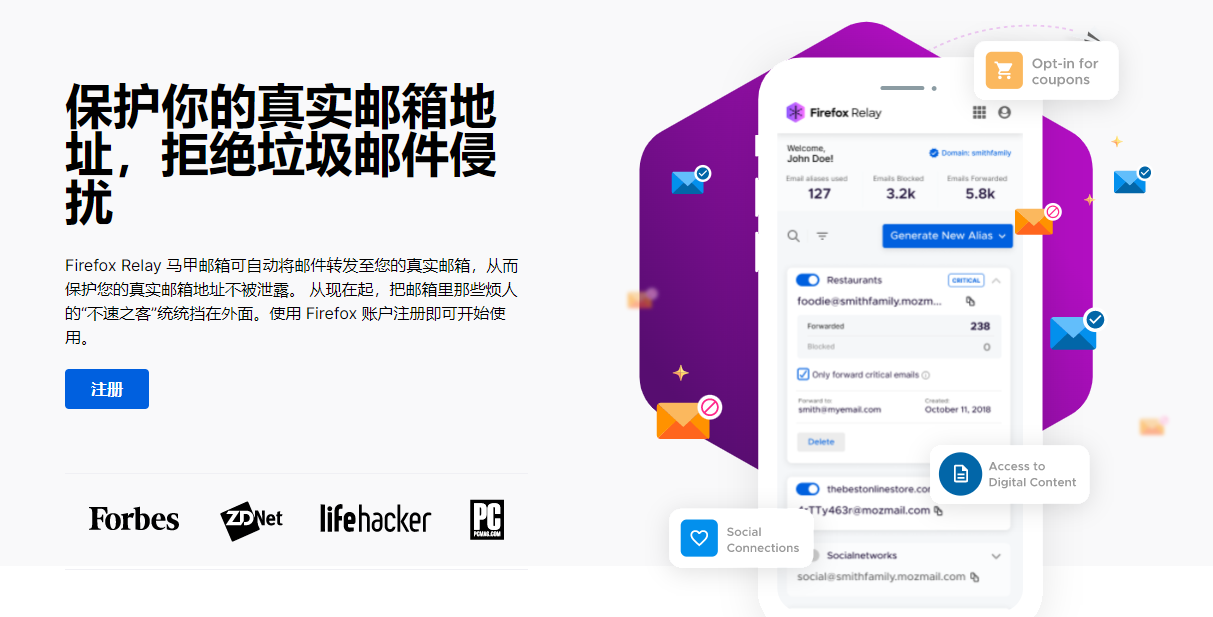 保护你的真实邮箱地
址，拒绝垃圾邮件侵
扰
Firefox Relay 马甲邮箱可自动将邮件转发至您的真实邮箱，从而
保护您的真实邮箱地址不被泄露。 从现在起，把邮箱里那些烦人
的“不速之客”统统挡在外面。使用 Firefox 账户注册即可开始使
用。
注册
Forbes
ZDNet
lifehacker
PC
PCMAG.COM
Opt-in for
coupons
Firefox Relay
Welcome,
John Doe!
Domain: smithfamily
Email aliases used
Emails Blocked
Emails Forwarded
127
3.2k
5.8k
Generate New Alias
Restaurants
CRITICAL
foodie@smithfamily.mozm...
Forwarded
238
Blocked
0
Only forward critical emails
Forward to:
Created:
smith@myemail.com
October 11, 2018
Delete
Access to
Digital Content
thebestonlinestore.co
TTy463r@mozmail.com
Social
Connections
Socialnetworks
social@smithfamily.mozmail.com